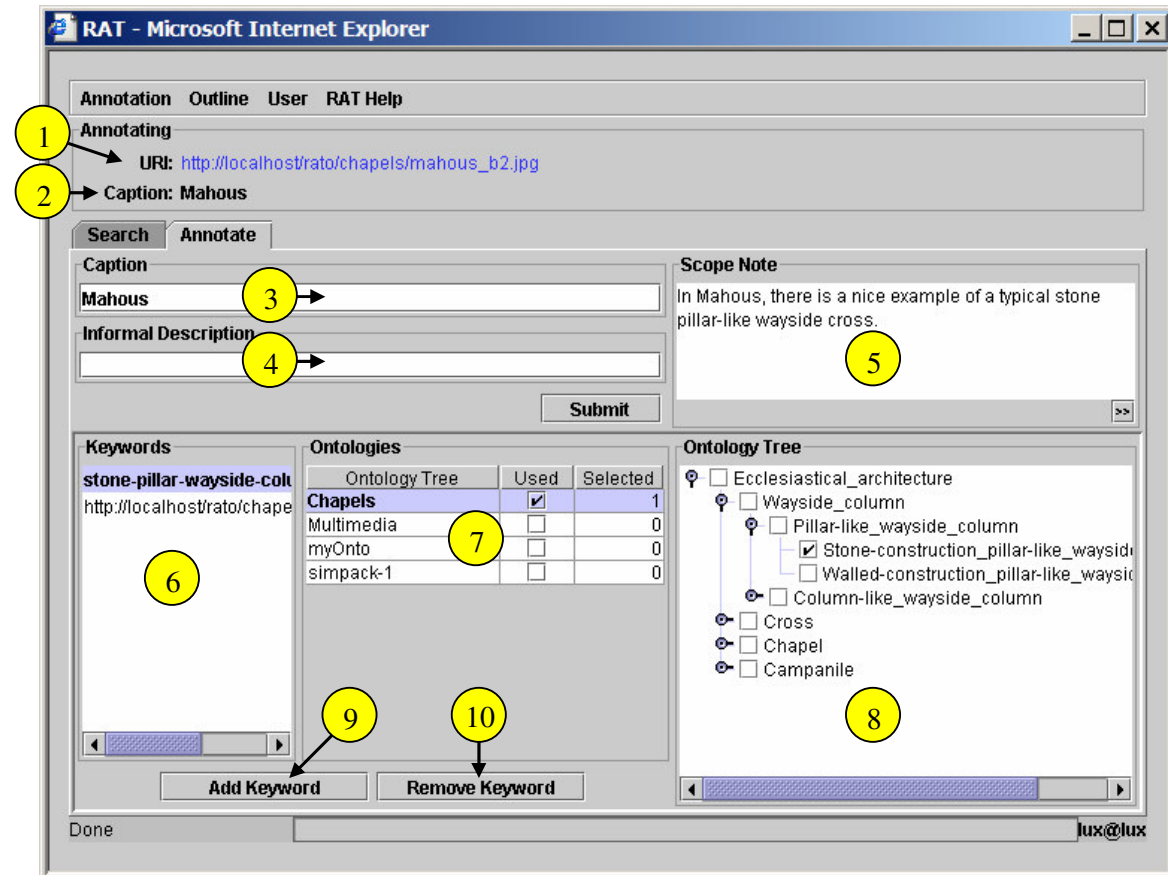 RAT - Microsoft Internet Explorer
Annotation Outline User RAT Help
Annotating
1
URI: http://localhost/rato/chapels/mahous_b2.jpg
2
Caption: Mahous
Search Annotate
Caption
Mahous
3
Informal Description
4
Submit
Scope Note
In Mahous, there is a nice example of a typical stone
pillar-like wayside cross.
5
>>
Keywords
stone-pillar-wayside-colu
http://localhost/rato/chape
6
Ontologies
Ontology Tree Used Selected
Chapels 1
Multimedia 0
myOnto 0
simpack-1 0
7
Ontology Tree
Ecclesiastical_architecture
Wayside_column
Pillar-like_wayside_column
Stone-construction_pillar-like_wayside
Walled-construction_pillar-like_waysid
Column-like_wayside_column
Cross
Chapel
Campanile
8
9
10
Add Keyword Remove Keyword
Done
lux@lux